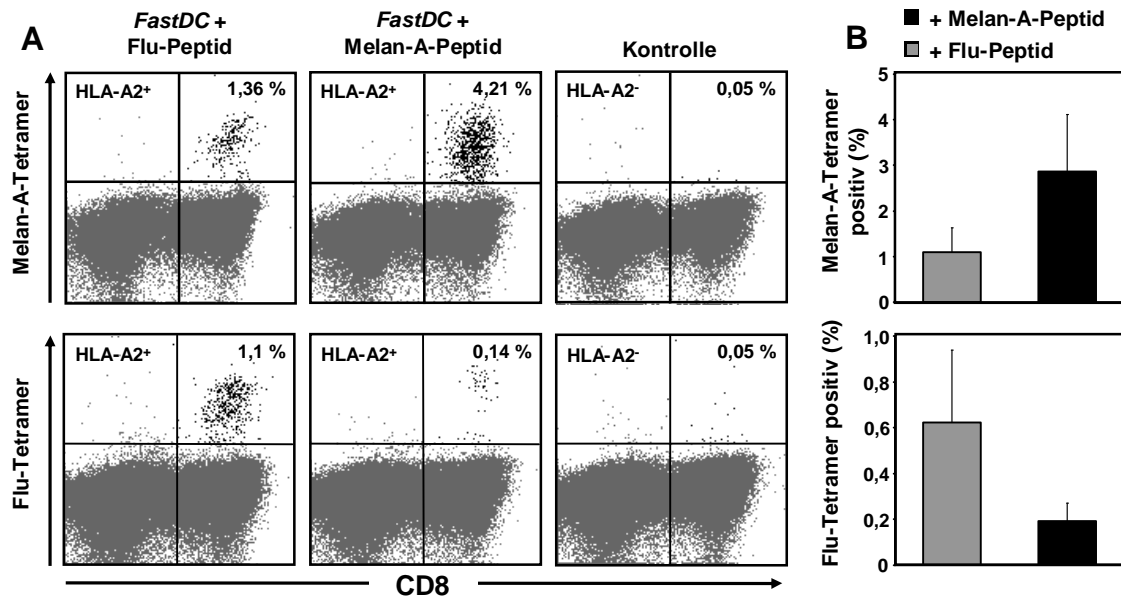 A
FastDC +
Flu-Peptid
FastDC +
Melan-A-Peptid
Kontrolle
Melan-A-Tetramer
HLA-A2+
1,36 %
HLA-A2+
4,21 %
HLA-A2-
0,05 %
Flu-Tetramer
HLA-A2+
1,1 %
HLA-A2+
0,14 %
HLA-A2-
0,05 %
CD8
B
+ Melan-A-Peptid
+ Flu-Peptid
Melan-A-Tetramer
positiv (%)
5
4
3
2
1
0
Flu-Tetramer positiv (%)
1,0
0,8
0,6
0,4
0,2
0